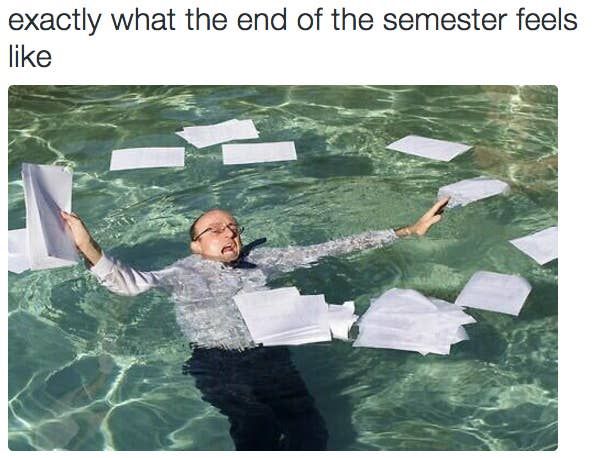 exactly what the end of the semester feels
like